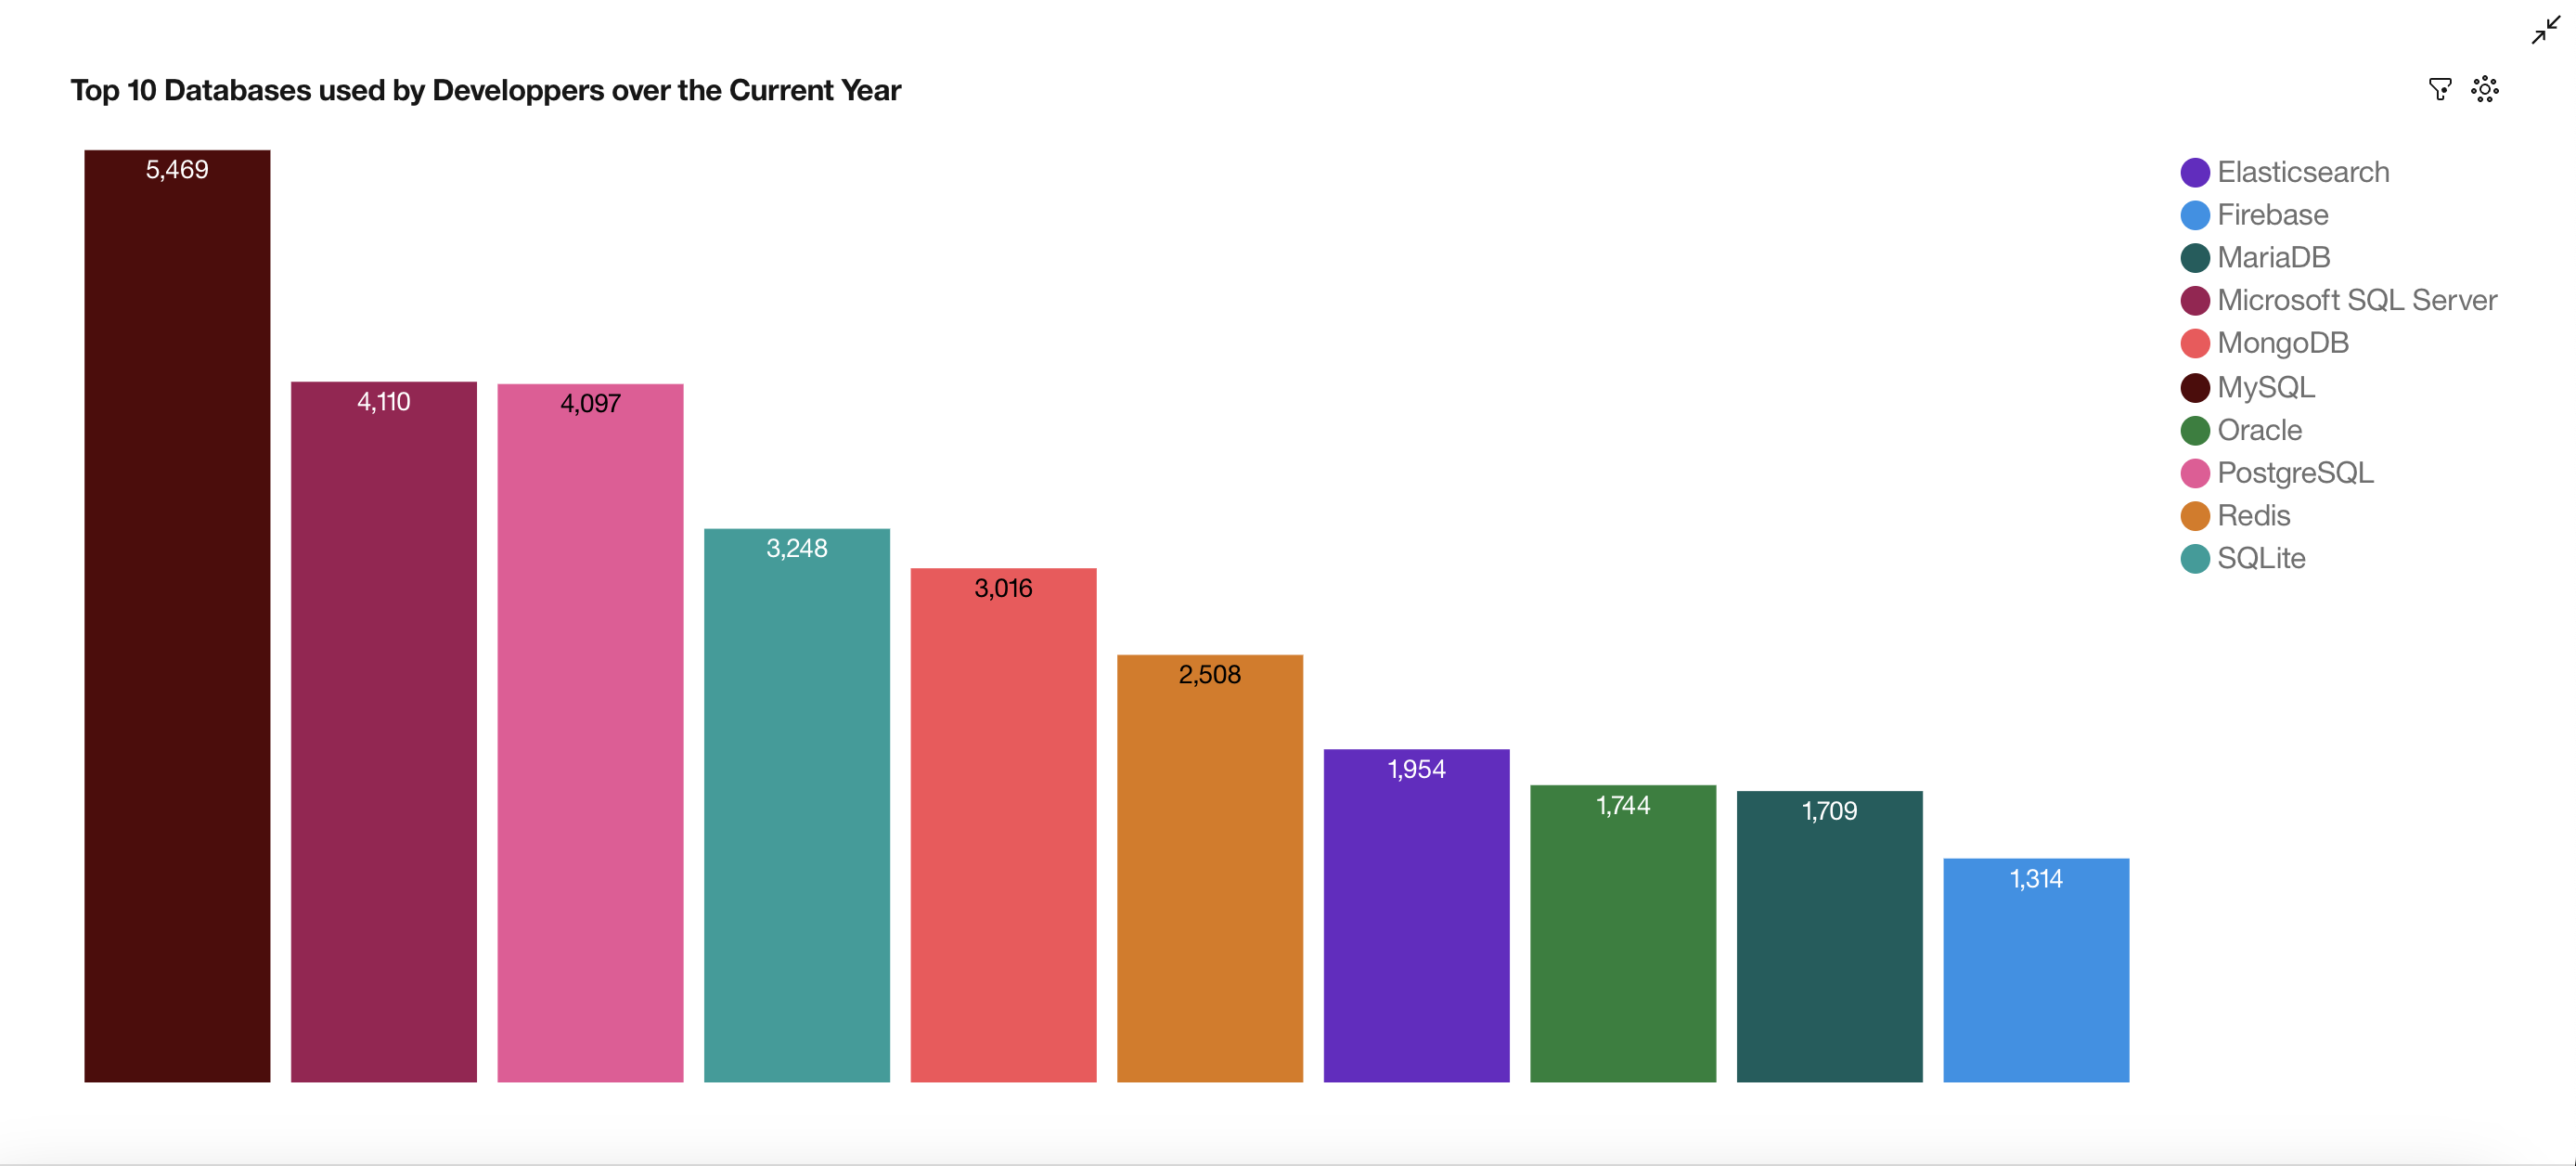 Top 10 Databases used by Developpers over the Current Year
5,469
4,110
4,097
3,248
3,016
2,508
1,954
1,744
1,709
1,314
Elasticsearch
Firebase
MariaDB
Microsoft SQL Server
MongoDB
MySQL
Oracle
PostgreSQL
Redis
SQLite